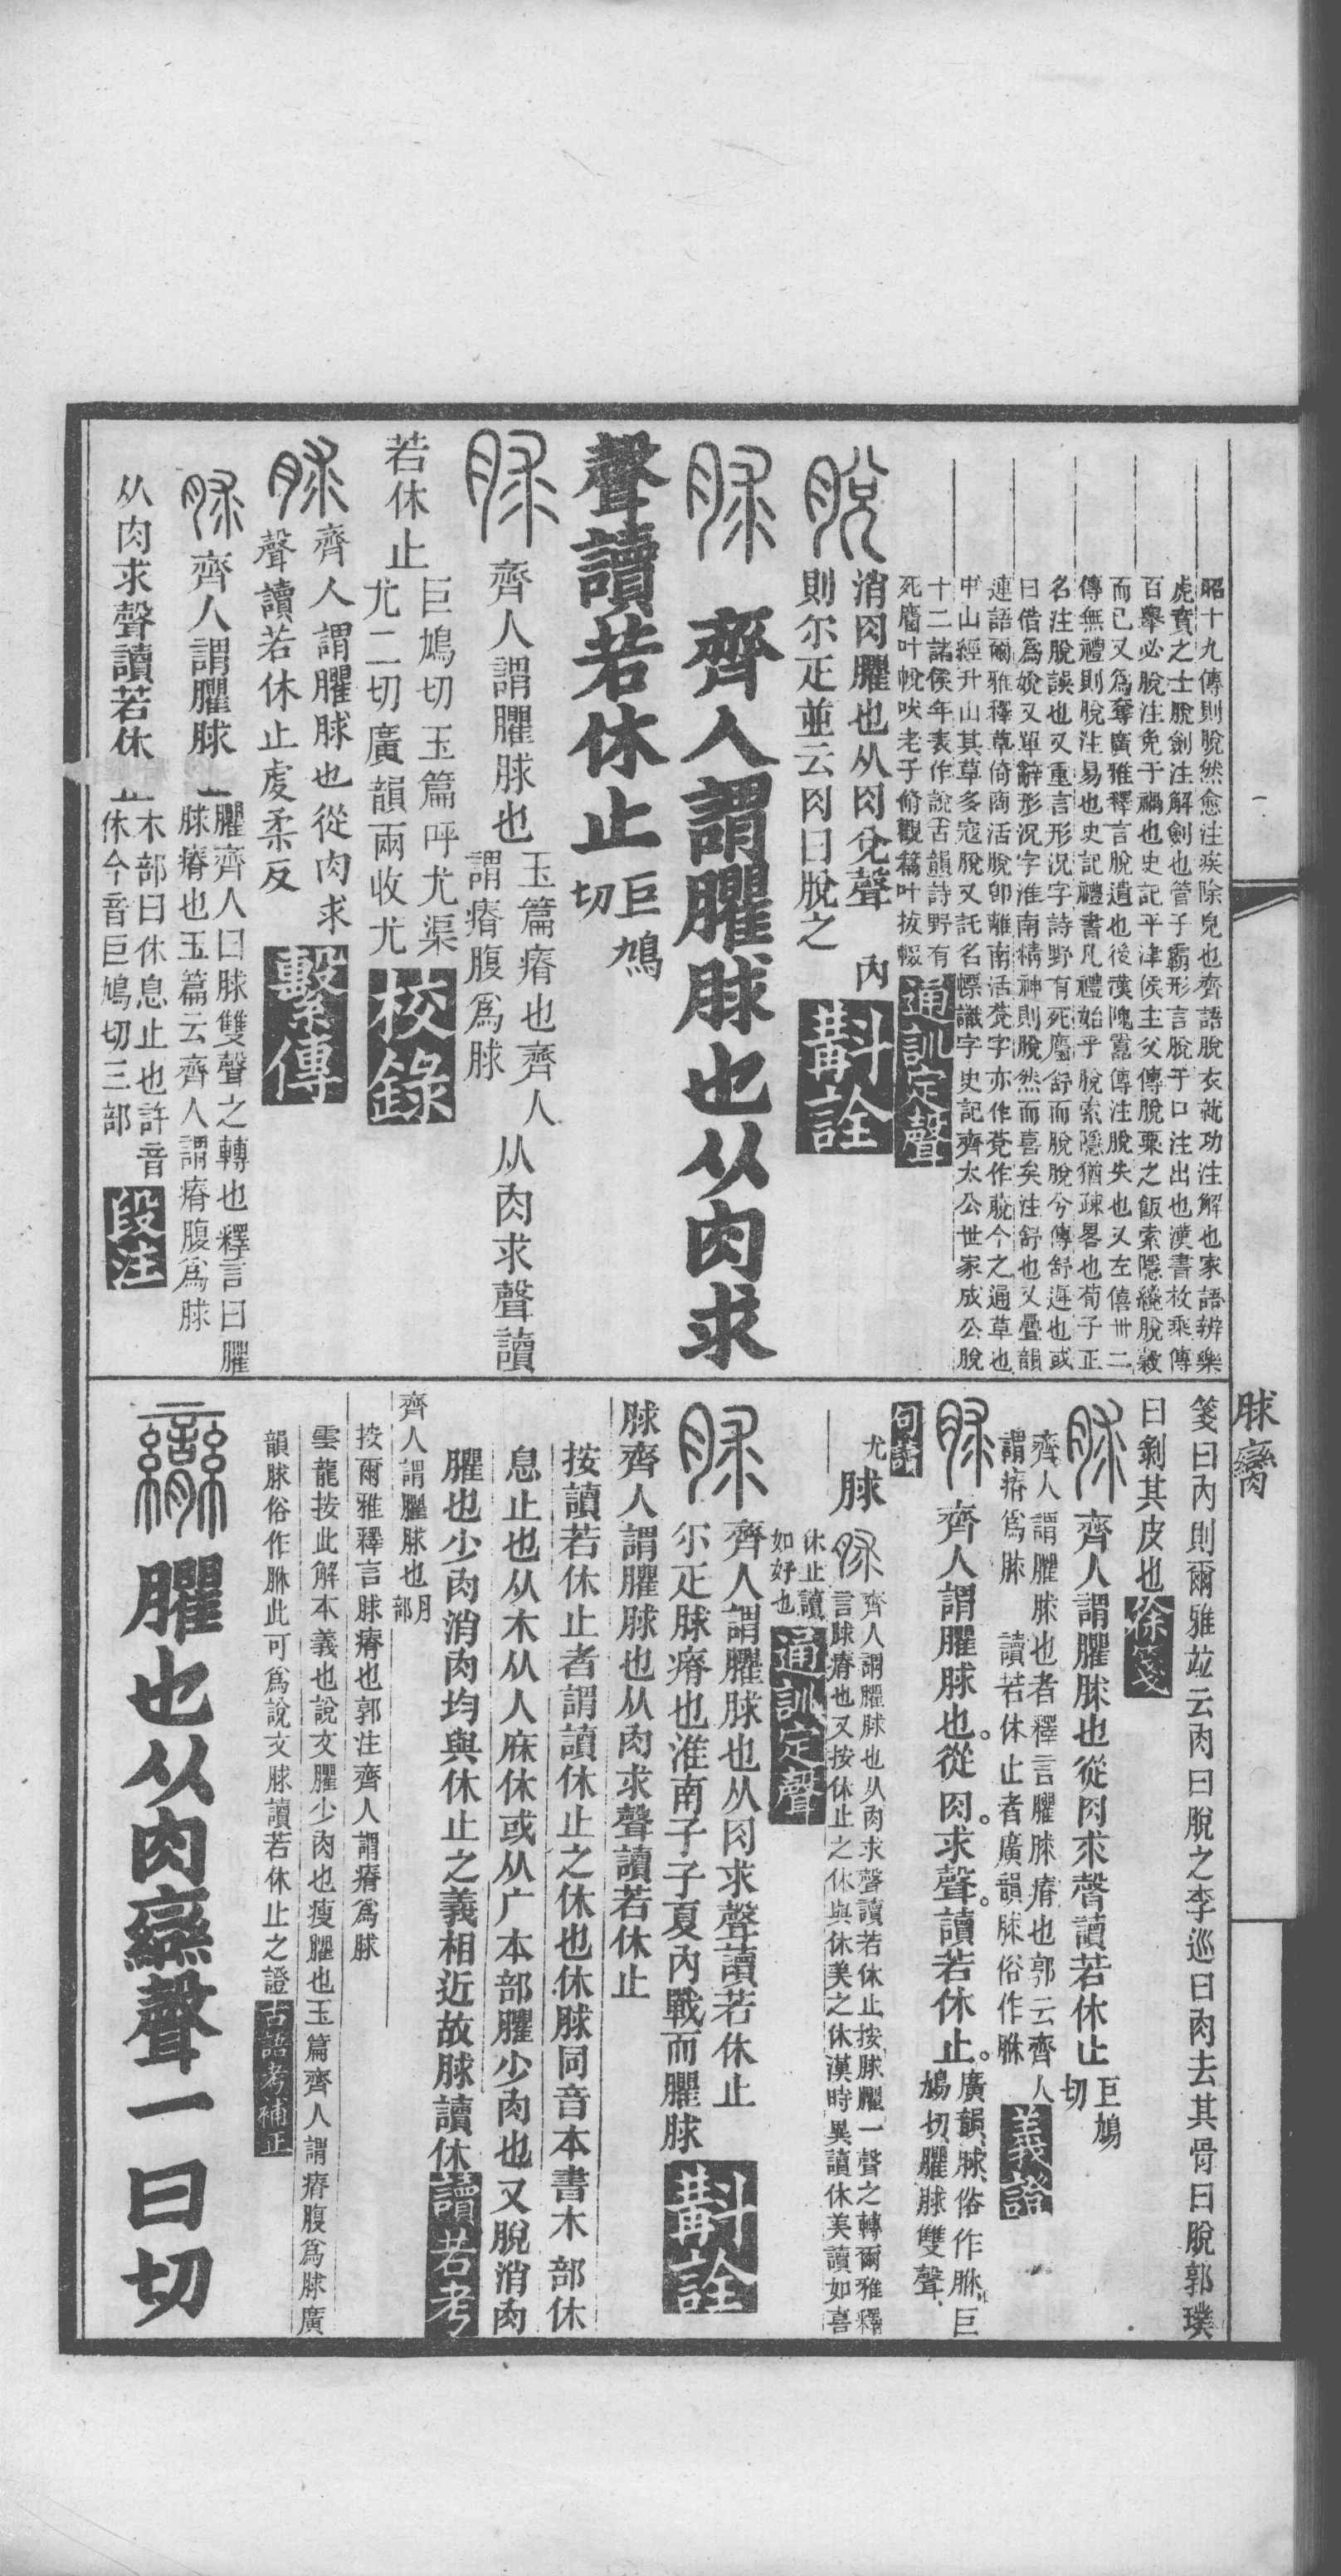 昭十九傳則脫然愈注疾除皃也齊語脫衣就功注解也家語辨樂
虎賁之士脫劍注解劍也管子霸形言脫于口注出也漢書枚乘傳
百舉必脫注免于禍也史記平津侯主父傳脫粟之飯索隱纔脫穀
而已又爲奪廣雅釋言脫遺也後漢隗囂傳注脫失也又左僖卅二
傳無禮則脫注易也史記禮書凡禮始乎脫索隱猶疎畧也荀子正
名注脫誤也又重言形況字詩野有死麕舒而脫脫兮傳舒遲也或
曰借爲娧又單辭形況字淮南精神則脫然而喜矣注舒也又疊韻
連語爾雅釋草倚商活脫卽離南活莌字亦作莌作蓚今之通草也
中山經升山其草多寇脫又託名幖識字史記齊太公世家成公脫
十二諸侯年表作說古韻詩野有
死麕叶帨吠老子脩觀篇叶拔輟
通訓定聲
脫
消肉臞也从肉兌聲 內
則尔疋並云肉曰脫之
斠詮
脙 齊人謂臞脙也从肉求
聲讀若休止 巨鳩
切
脙 齊人謂臞脙也 玉篇瘠也齊人
謂瘠腹爲脙
从肉求聲讀
若休止 巨鳩切玉篇呼尤渠
尤二切廣韻兩收尤
校錄
脙 齊人謂臞脙也從肉求
聲讀若休止虔柔反
繫傳
脙 齊人謂臞脙也 臞齊人曰脙雙聲之轉也釋言曰臞
脙瘠也玉篇云齊人謂瘠腹爲脙
从肉求聲讀若休止 木部曰休息止也許音
休今音巨鳩切三部
段注
脙臠
箋曰內則爾雅竝云肉曰脫之李巡曰肉去其骨曰脫郭璞
曰剝其皮也
徐箋
脙 齊人謂臞脙也從肉求聲讀若休止 巨鳩
切
齊人謂臞脙也者釋言臞脙瘠也郭云齊人
謂瘠爲脙 讀若休止者廣韻脙俗作脒
義證
脙 齊人謂臞脙也。從肉。求聲。讀若休止。 廣韻脙俗作脒巨
鳩切臞脙雙聲、
句讀
尤
脙 齊人謂臞脙也从肉求聲讀若休止按脙臞一聲之轉爾雅釋
言脙瘠也又按休止之休與休美之休漢時異讀休美讀如喜
休止讀
如好也
通訓定聲
脙 齊人謂臞脙也从肉求聲讀若休止
尔疋脙瘠也淮南子子夏內戰而臞脙
斠詮
脙齊人謂臞脙也从肉求聲讀若休止
按讀若休止者謂讀休止之休也休脙同音本書木部休
息止也从木从人庥休或从广本部臞少肉也又脫消肉
臞也少肉消肉均與休止之義相近故脙讀休
讀若考
齊人謂臞脙也 月
部
按爾雅釋言脙瘠也郭注齊人謂瘠爲脙
雲龍按此解本義也說文臞少肉也瘦臞也玉篇齊人謂瘠腹爲脙廣
韻脙俗作脒此可爲說文脙讀若休止之證
古語考補正
臠 臞也从肉䜌聲一曰切